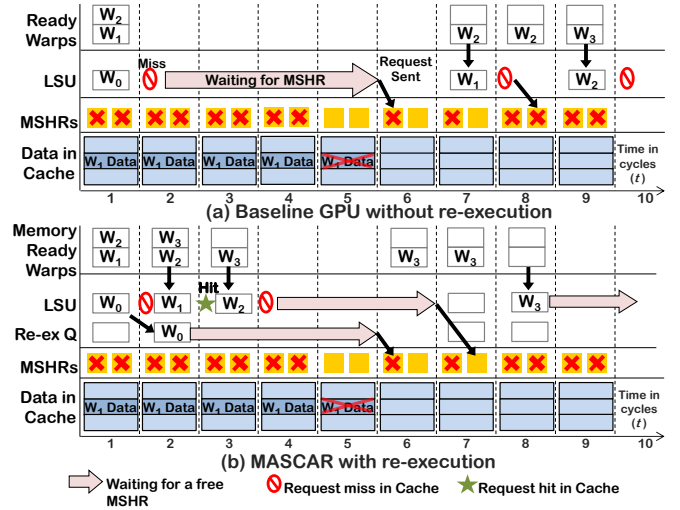 Ready Warps
W2
W1
W2
W2
W3
LSU
W0
Miss
Waiting for MSHR
Request Sent
W1
W2
MSHRs
Data in Cache
W1 Data
W1 Data
W1 Data
W1 Data
W1 Data
Time in cycles (t)
1 2 3 4 5 6 7 8 9 10
(a) Baseline GPU without re-execution
Memory Ready Warps
W2
W1
W3
W2
W3
W3
W3
LSU
W0
W1
Hit
W2
W3
Re-ex Q
W0
MSHRs
Data in Cache
W1 Data
W1 Data
W1 Data
W1 Data
W1 Data
Time in cycles (t)
1 2 3 4 5 6 7 8 9 10
(b) MASCAR with re-execution
Waiting for a free MSHR
Request miss in Cache
Request hit in Cache